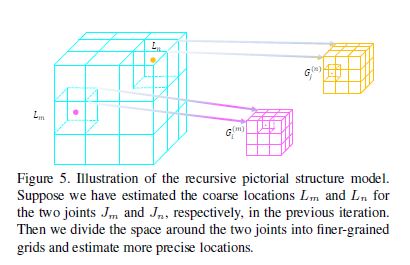 L_n
G_j^{(n)}
L_m
G_i^{(m)}
Figure 5. Illustration of the recursive pictorial structure model.
Suppose we have estimated the coarse locations L_m and L_n for
the two joints J_m and J_n, respectively, in the previous iteration.
Then we divide the space around the two joints into finer-grained
grids and estimate more precise locations.